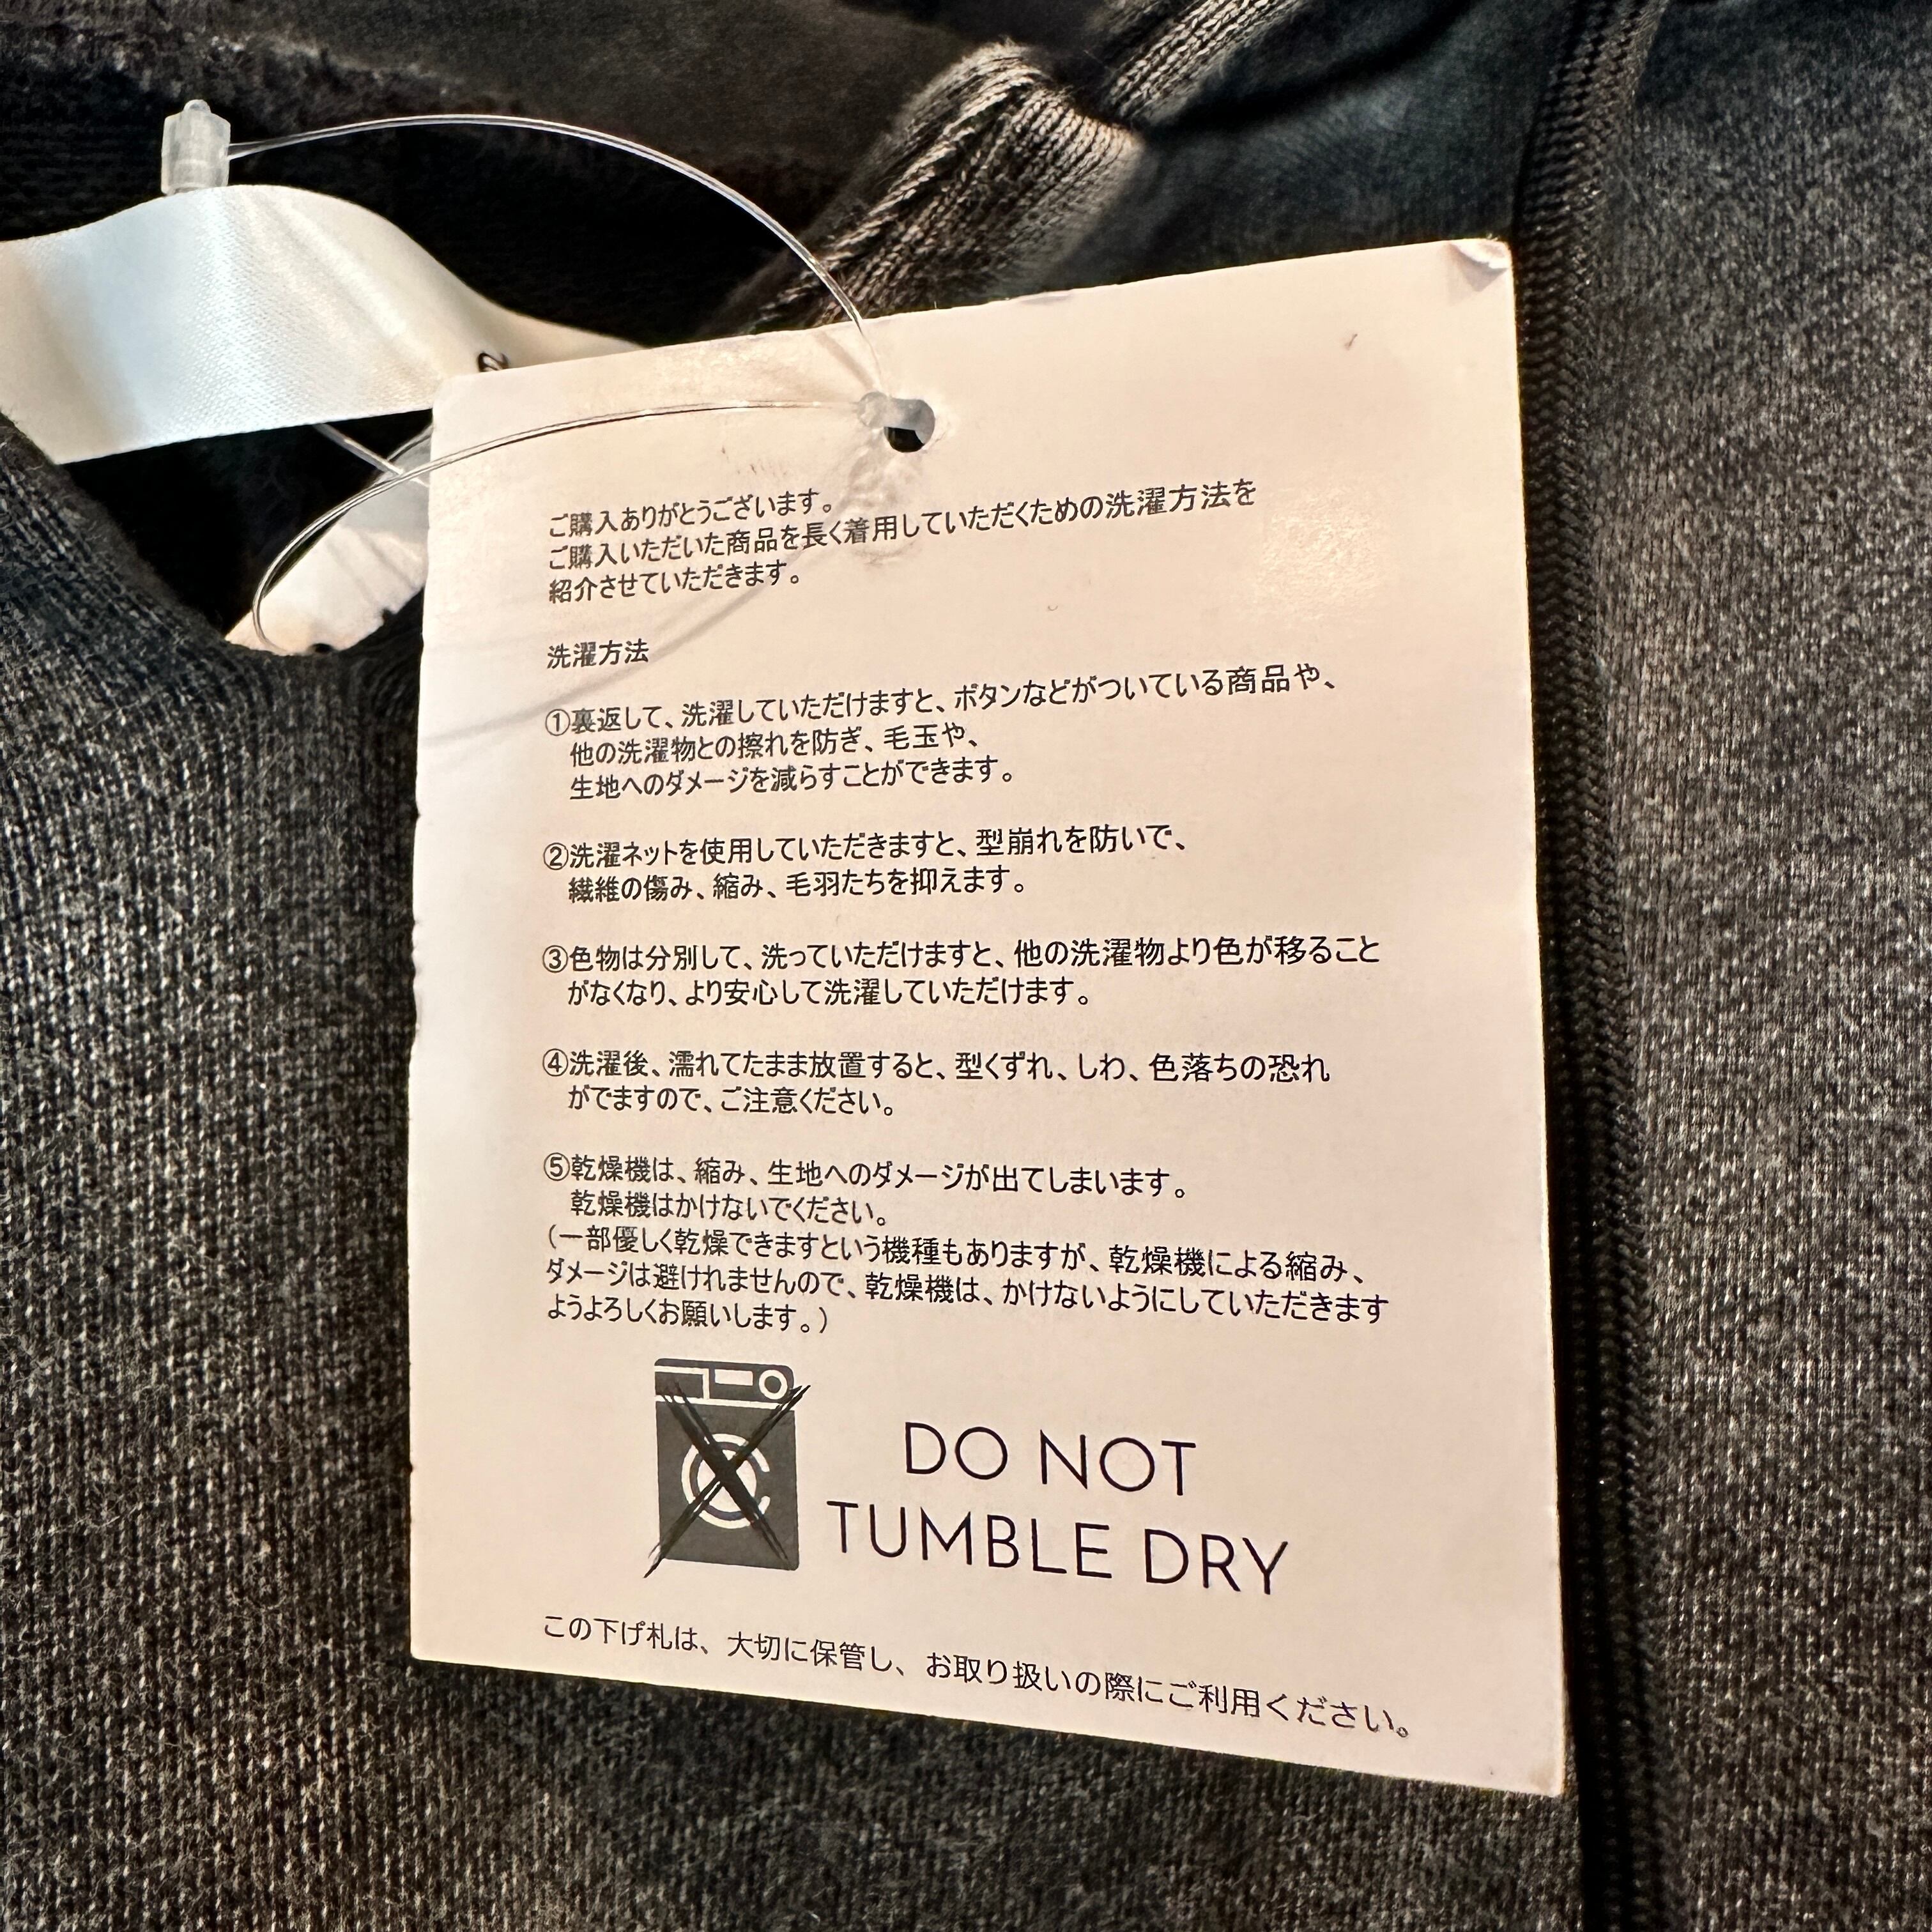 ご購入ありがとうございます。
ご購入いただいた商品を長く着用していただくための洗濯方法を
紹介させていただきます。
洗濯方法
①裏返して、洗濯していただけますと、ボタンなどがついている商品や、
他の洗濯物との擦れを防ぎ、毛玉や、
生地へのダメージを減らすことができます。
②洗濯ネットを使用していただきますと、型崩れを防いで、
繊維の傷み、縮み、毛羽たちを抑えます。
③色物は分別して、洗っていただけますと、他の洗濯物より色が移ること
がなくなり、より安心して洗濯していただけます。
④洗濯後、濡れてたまま放置すると、型くずれ、しわ、色落ちの恐れ
がでますので、ご注意ください。
⑤乾燥機は、縮み、生地へのダメージが出てしまいます。
乾燥機はかけないでください。
(一部優しく乾燥できますという機種もありますが、乾燥機による縮み、
ダメージは避けれませんので、乾燥機は、かけないようにしていただきます
ようよろしくお願いします。)
DO NOT
TUMBLE DRY
この下げ札は、大切に保管し、お取り扱いの際にご利用ください。